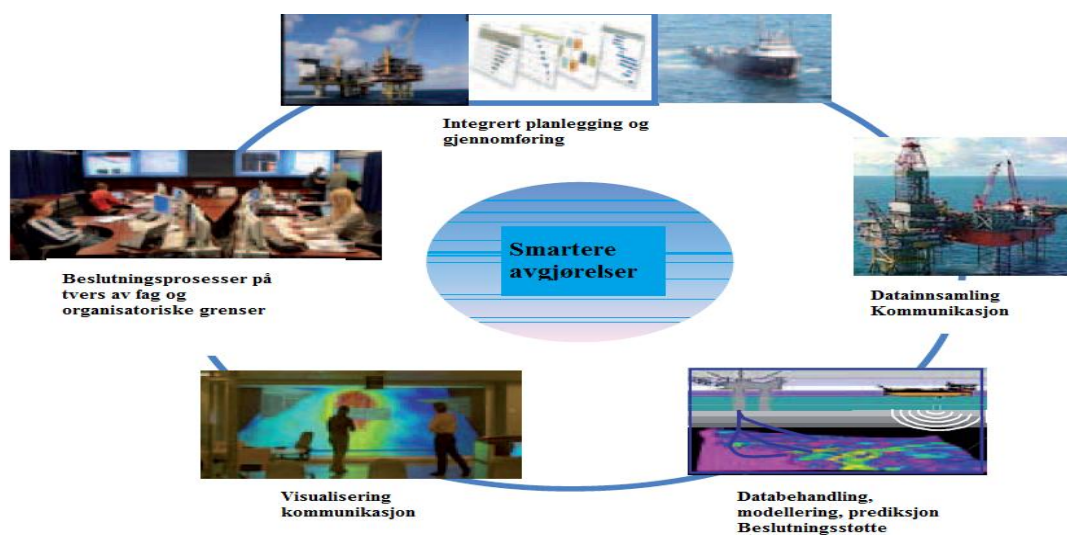 Integrert planlegging og
gjennomføring
Smartere
avgjørelser
Beslutningsprosesser på
tvers av fag og
organisatoriske grenser
Datainnsamling
Kommunikasjon
Visualisering
kommunikasjon
Databehandling,
modellering, prediksjon
Beslutningsstøtte